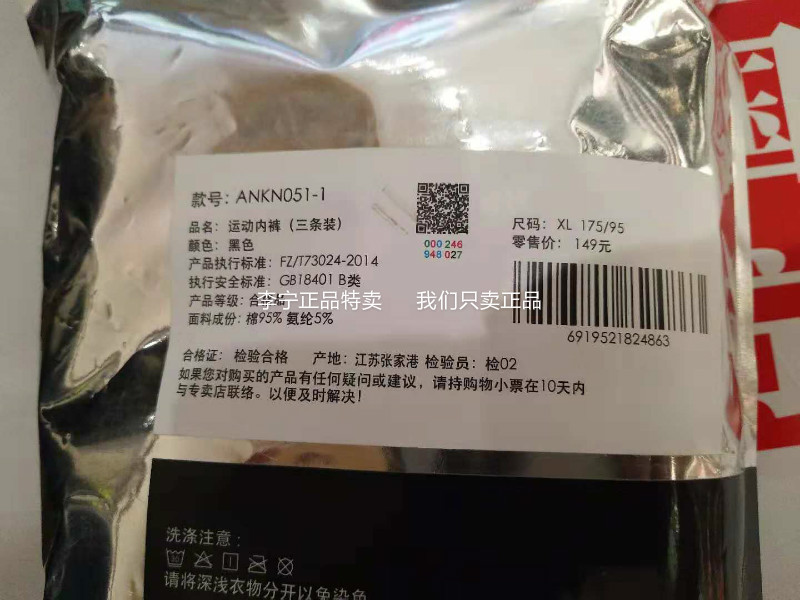 款号：ANKN051-1
品名：运动内裤（三条装）
颜色：黑色
产品执行标准：FZ/T73024-2014
执行安全标准：GB18401 B类
产品等级：合
面料成份：棉95% 氨纶5%
000 246
948 027
尺码：XL 175/95
零售价：149元
6919521824863
李宁正品特卖 我们只卖正品
合格证：检验合格 产地：江苏张家港 检验员：检02
如果您对购买的产品有任何疑问或建议，请持购物小票在10天内
与专卖店联络。以便及时解决！
洗涤注意：
请将深浅衣物分开以免染色